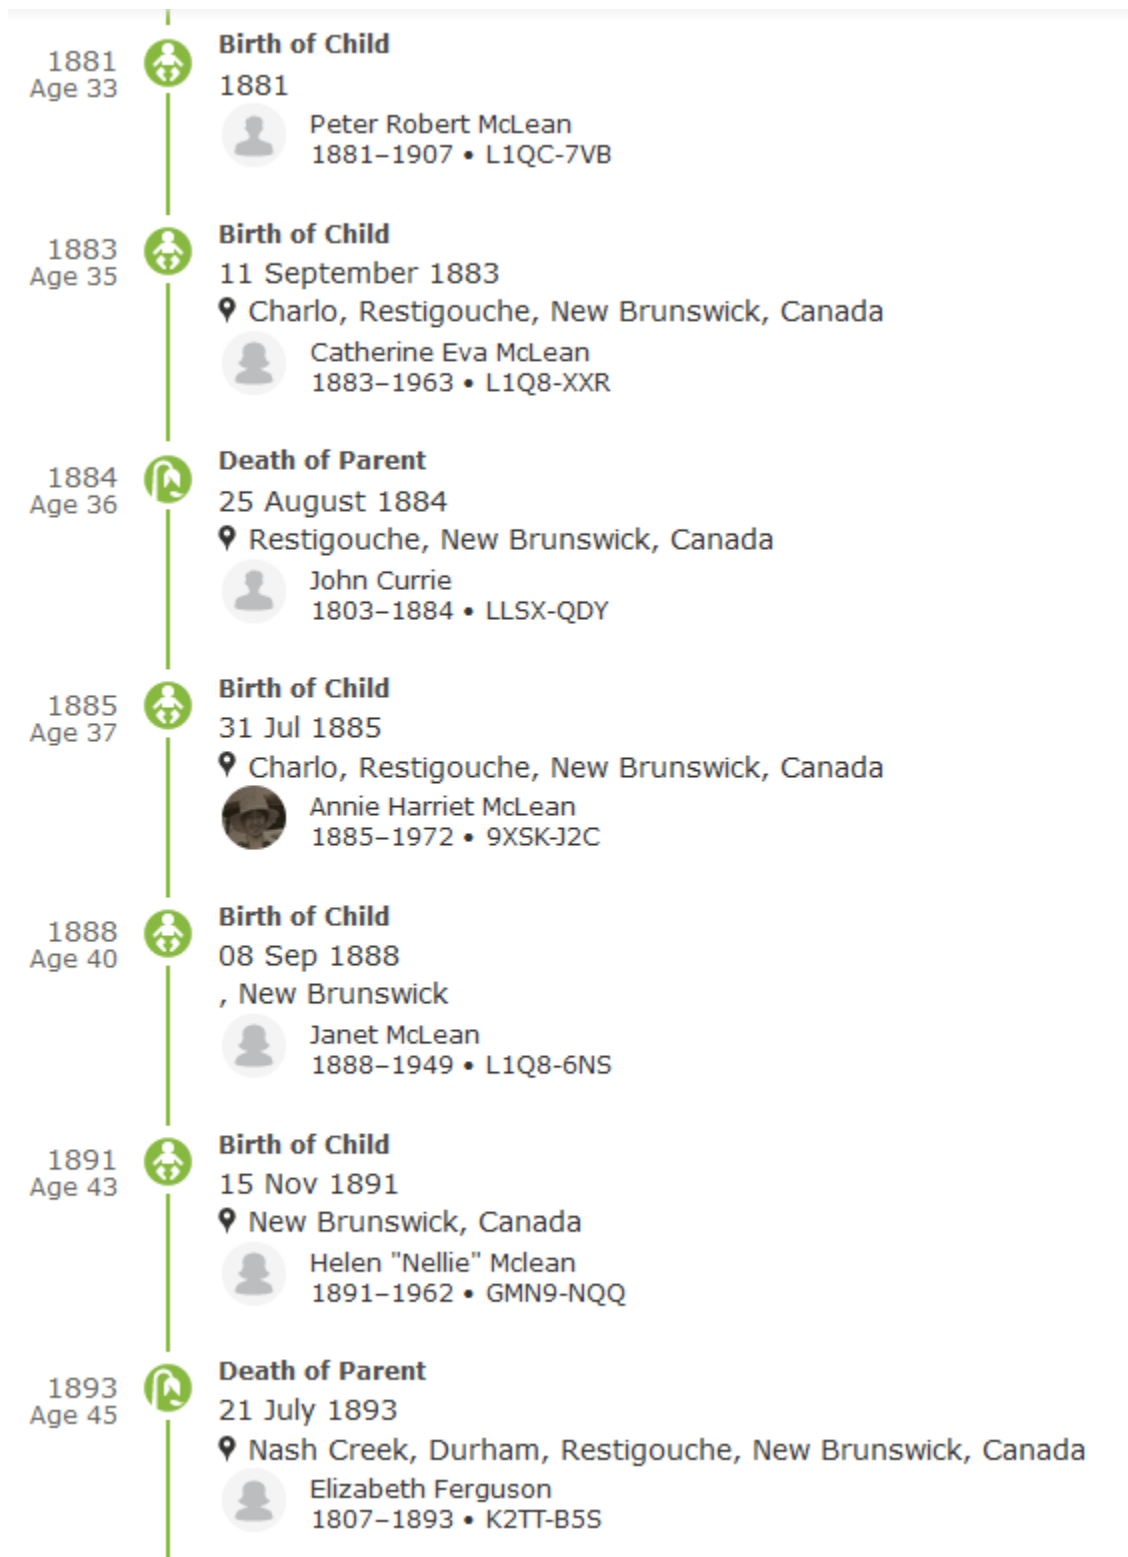 1881
Age 33
Birth of Child
1881
Peter Robert McLean
1881–1907 • L1QC-7VB
1883
Age 35
Birth of Child
11 September 1883
Charlo, Restigouche, New Brunswick, Canada
Catherine Eva McLean
1883–1963 • L1Q8-XXR
1884
Age 36
Death of Parent
25 August 1884
Restigouche, New Brunswick, Canada
John Currie
1803–1884 • LLSX-QDY
1885
Age 37
Birth of Child
31 Jul 1885
Charlo, Restigouche, New Brunswick, Canada
Annie Harriet McLean
1885–1972 • 9XSK-J2C
1888
Age 40
Birth of Child
08 Sep 1888
, New Brunswick
Janet McLean
1888–1949 • L1Q8-6NS
1891
Age 43
Birth of Child
15 Nov 1891
New Brunswick, Canada
Helen "Nellie" Mclean
1891–1962 • GMN9-NQQ
1893
Age 45
Death of Parent
21 July 1893
Nash Creek, Durham, Restigouche, New Brunswick, Canada
Elizabeth Ferguson
1807–1893 • K2TT-B5S